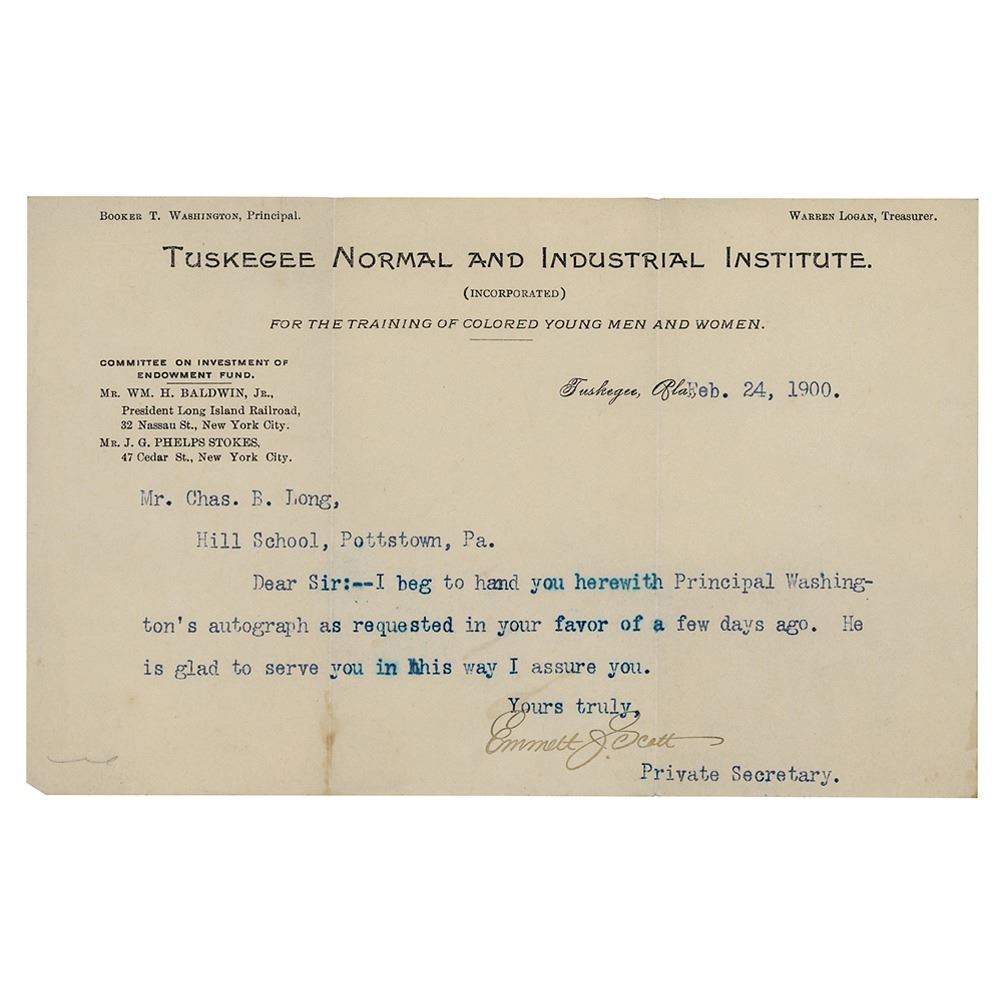 BOOKER T. WASHINGTON, Principal. WARREN LOGAN, Treasurer.
TUSKEGEE NORMAL AND INDUSTRIAL INSTITUTE.
(INCORPORATED)
FOR THE TRAINING OF COLORED YOUNG MEN AND WOMEN.
COMMITTEE ON INVESTMENT OF
ENDOWMENT FUND.
MR. WM. H. BALDWIN, JR.,
President Long Island Railroad,
32 Nassau St., New York City.
MR. J. G. PHELPS STOKES,
47 Cedar St., New York City.
Tuskegee, Ala., Feb. 24, 1900.
Mr. Chas. B. Long,
Hill School, Pottstown, Pa.
Dear Sir:--I beg to hand you herewith Principal Washing-
ton's autograph as requested in your favor of a few days ago. He
is glad to serve you in this way I assure you.
Yours truly,
Emmett J. Scott
Private Secretary.